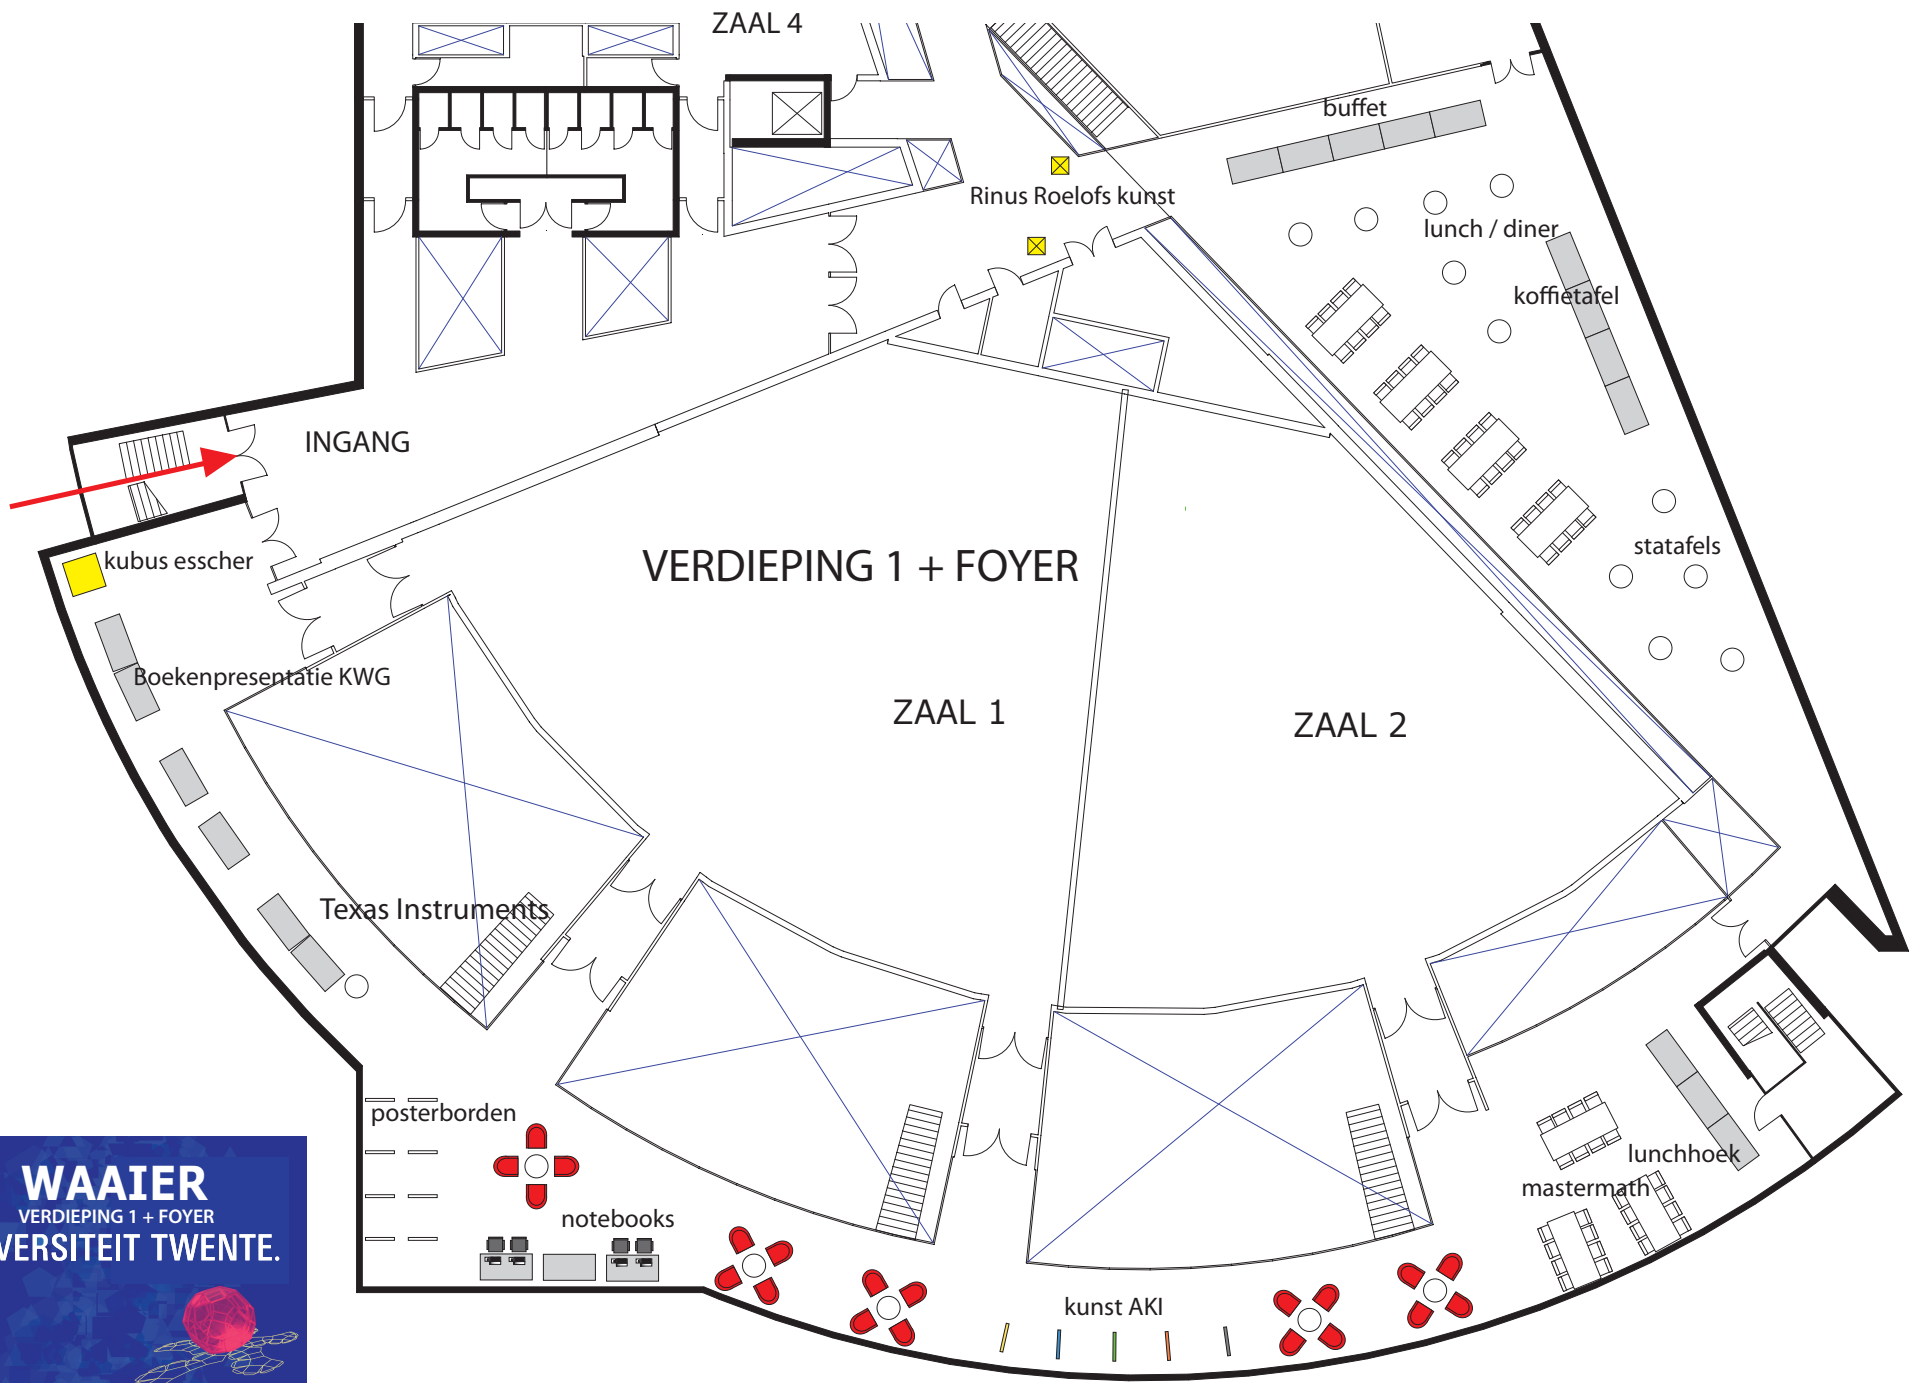 ZAAL 4
buffet
Rinus Roelofs kunst
lunch / diner
koffietafel
INGANG
statafels
kubus esscher
VERDIEPING 1 + FOYER
Boekenpresentatie KWG
ZAAL 1
ZAAL 2
Texas Instruments
posterborden
lunchhoek
mastermath
notebooks
kunst AKI
WAAIER
VERDIEPING 1 + FOYER
VERSITEIT TWENTE.